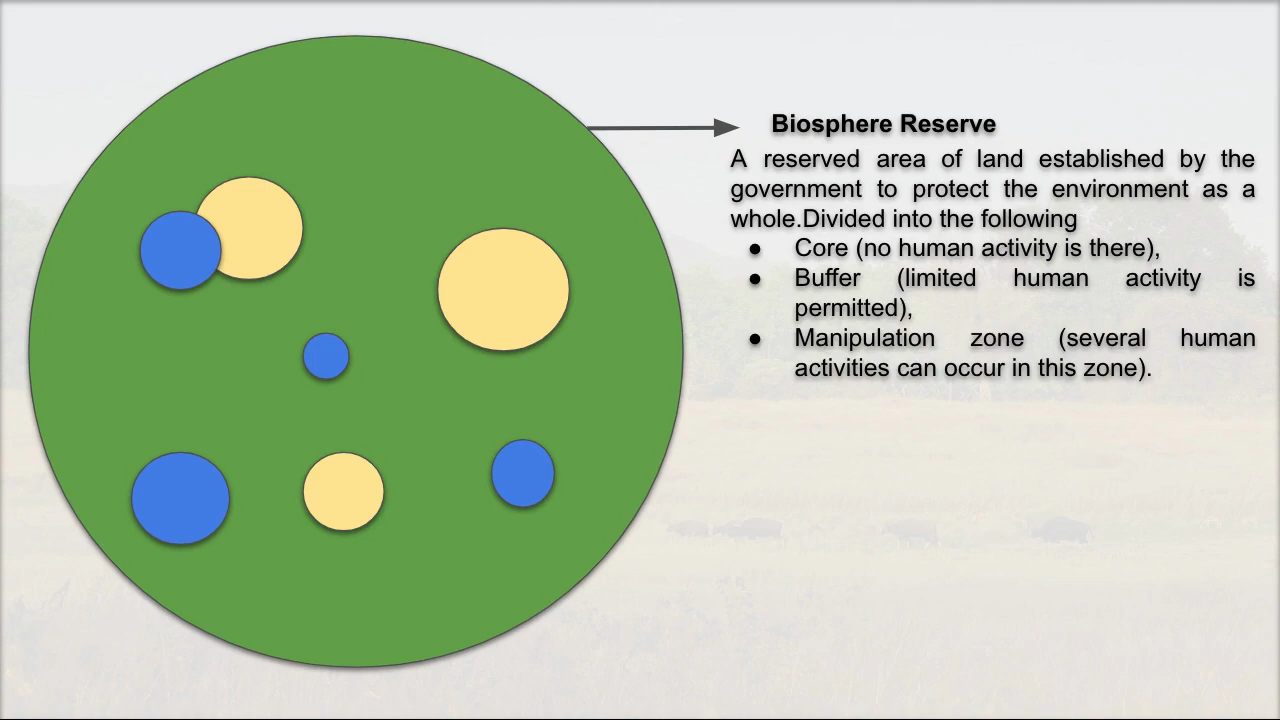 Biosphere Reserve
A reserved area of land established by the
government to protect the environment as a
whole.Divided into the following
● Core (no human activity is there),
● Buffer (limited human activity is
permitted),
● Manipulation zone (several human
activities can occur in this zone).